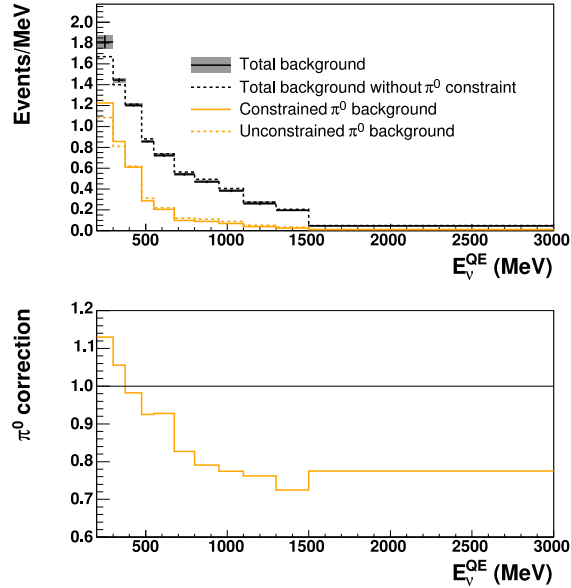 Events/MeV
2.0
1.8
1.6
1.4
1.2
1.0
0.8
0.6
0.4
0.2
0.0
Total background
Total background without π⁰ constraint
Constrained π⁰ background
Unconstrained π⁰ background
500 1000 1500 2000 2500 3000
E_ν^QE (MeV)
π⁰ correction
1.2
1.1
1.0
0.9
0.8
0.7
0.6
500 1000 1500 2000 2500 3000
E_ν^QE (MeV)